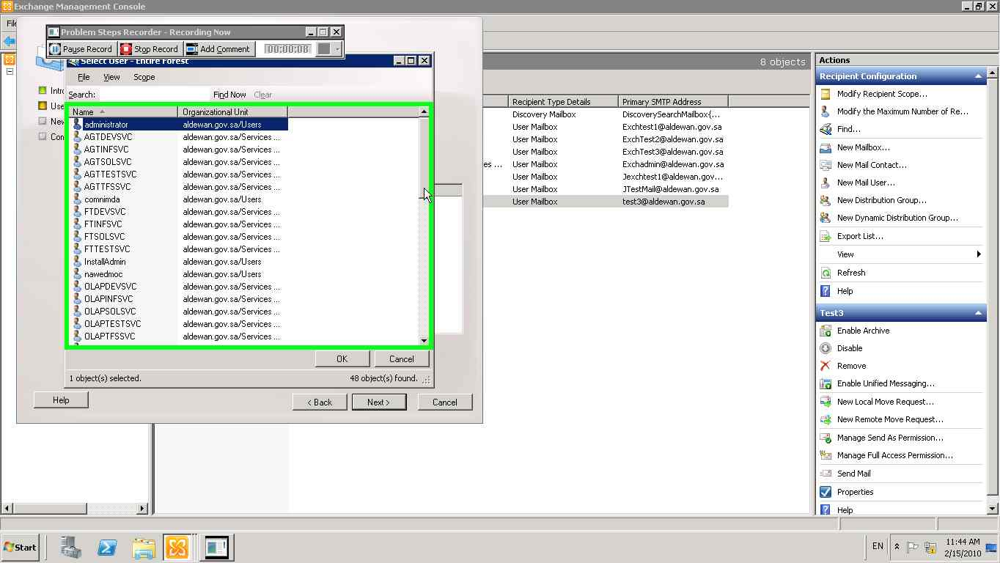 Exchange Management Console
File
Problem Steps Recorder - Recording Now
Pause Record
Stop Record
Add Comment
00:00:08
Select User - Entire Forest
File View Scope
Search:
Find Now Clear
Name Organizational Unit
administrator aldewan.gov.sa/Users
AGTDEVSVC aldewan.gov.sa/Services ...
AGTINFSVC aldewan.gov.sa/Services ...
AGTSOLSVC aldewan.gov.sa/Services ...
AGTTESTSVC aldewan.gov.sa/Services ...
AGTTFSSVC aldewan.gov.sa/Services ...
comnimda aldewan.gov.sa/Users
FTDEVSVC aldewan.gov.sa/Services ...
FTINFSVC aldewan.gov.sa/Services ...
FTSOLSVC aldewan.gov.sa/Services ...
FTTESTSVC aldewan.gov.sa/Services ...
InstallAdmin aldewan.gov.sa/Users
nawedmoc aldewan.gov.sa/Users
OLAPDEVSVC aldewan.gov.sa/Services ...
OLAPINFSVC aldewan.gov.sa/Services ...
OLAPSOLSVC aldewan.gov.sa/Services ...
OLAPTESTSVC aldewan.gov.sa/Services ...
OLAPTFSSVC aldewan.gov.sa/Services ...
OK
Cancel
1 object(s) selected.
48 object(s) found.
Help
< Back
Next >
Cancel
8 objects
Recipient Type Details Primary SMTP Address
Discovery Mailbox DiscoverySearchMailbox{...
User Mailbox Exchtest1@aldewan.gov.sa
User Mailbox ExchTest2@aldewan.gov.sa
User Mailbox ExchTest3@aldewan.gov.sa
es ... User Mailbox Exchadmin@aldewan.gov.sa
User Mailbox Jexchtest1@aldewan.gov...
User Mailbox JTestMail@aldewan.gov.sa
User Mailbox test3@aldewan.gov.sa
Actions
Recipient Configuration
Modify Recipient Scope...
Modify the Maximum Number of Re...
Find...
New Mailbox...
New Mail Contact...
New Mail User...
New Distribution Group...
New Dynamic Distribution Group...
Export List...
View
Refresh
Help
Test3
Enable Archive
Disable
Remove
Enable Unified Messaging...
New Local Move Request...
New Remote Move Request...
Manage Send As Permission...
Manage Full Access Permission...
Send Mail
Properties
Help
Start
EN
11:44 AM
2/15/2010